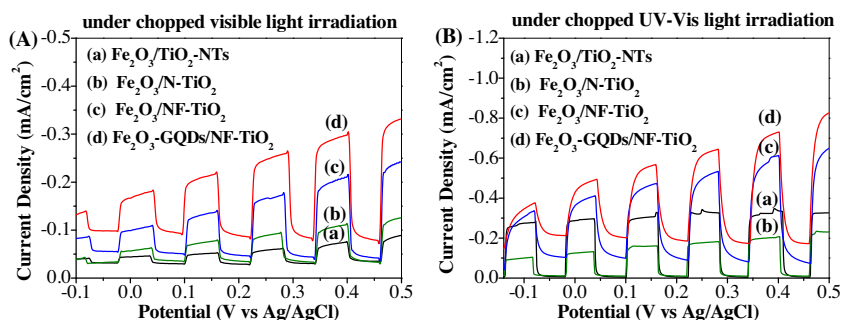 under chopped visible light irradiation
(A)
-0.5
-0.4
-0.3
-0.2
-0.1
0.0
Current Density (mA/cm²)
(a) Fe₂O₃/TiO₂-NTs
(b) Fe₂O₃/N-TiO₂
(c) Fe₂O₃/NF-TiO₂
(d) Fe₂O₃-GQDs/NF-TiO₂
(d)
(c)
(b)
(a)
-0.1 0.0 0.1 0.2 0.3 0.4 0.5
Potential (V vs Ag/AgCl)
under chopped UV-Vis light irradiation
(B)
-1.2
-1.0
-0.8
-0.6
-0.4
-0.2
0.0
Current Density (mA/cm²)
(a) Fe₂O₃/TiO₂-NTs
(b) Fe₂O₃/N-TiO₂
(c) Fe₂O₃/NF-TiO₂
(d) Fe₂O₃-GQDs/NF-TiO₂
(d)
(c)
(a)
(b)
-0.1 0.0 0.1 0.2 0.3 0.4 0.5
Potential (V vs Ag/AgCl)